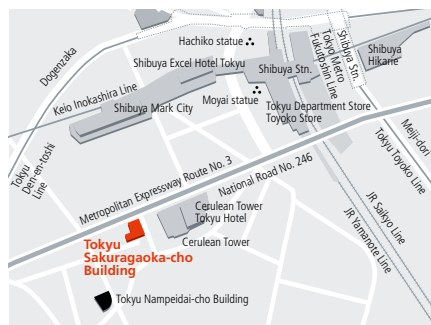 Hachiko statue
Dogenzaka
Shibuya Excel Hotel Tokyu
Shibuya Stn.
Tokyo Metro
Fukutoshin Line
Shibuya Stn.
Shibuya
Hikarie
Keio Inokashira Line
Shibuya Mark City
Moyai statue
Tokyu Department Store
Toyoko Store
Meiji-dori
Tokyu Toyoko Line
Tokyu
Den-en-toshi
Line
Metropolitan Expressway Route No. 3
National Road No. 246
Cerulean Tower
Tokyu Hotel
Cerulean Tower
JR Saikyo Line
JR Yamanote Line
Tokyu
Sakuragaoka-cho
Building
Tokyu Nampeidai-cho Building